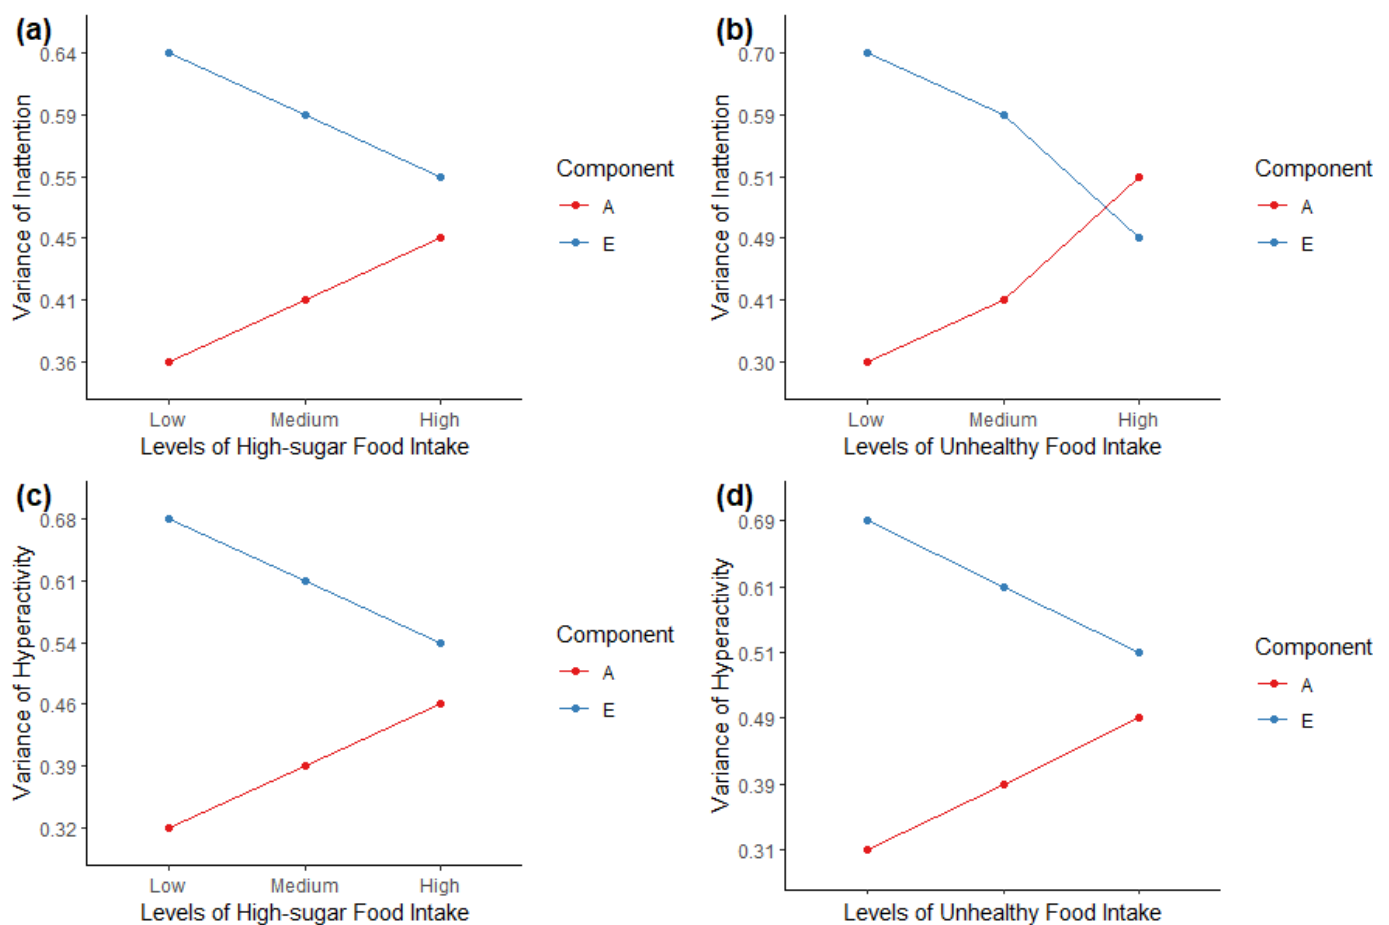 (a)
Variance of Inattention
0.64
0.59
0.55
0.45
0.41
0.36
Low Medium High
Levels of High-sugar Food Intake
Component
A
E
(b)
Variance of Inattention
0.70
0.59
0.51
0.49
0.41
0.30
Low Medium High
Levels of Unhealthy Food Intake
Component
A
E
(c)
Variance of Hyperactivity
0.68
0.61
0.54
0.46
0.39
0.32
Low Medium High
Levels of High-sugar Food Intake
Component
A
E
(d)
Variance of Hyperactivity
0.69
0.61
0.51
0.49
0.39
0.31
Levels of Unhealthy Food Intake
Component
A
E